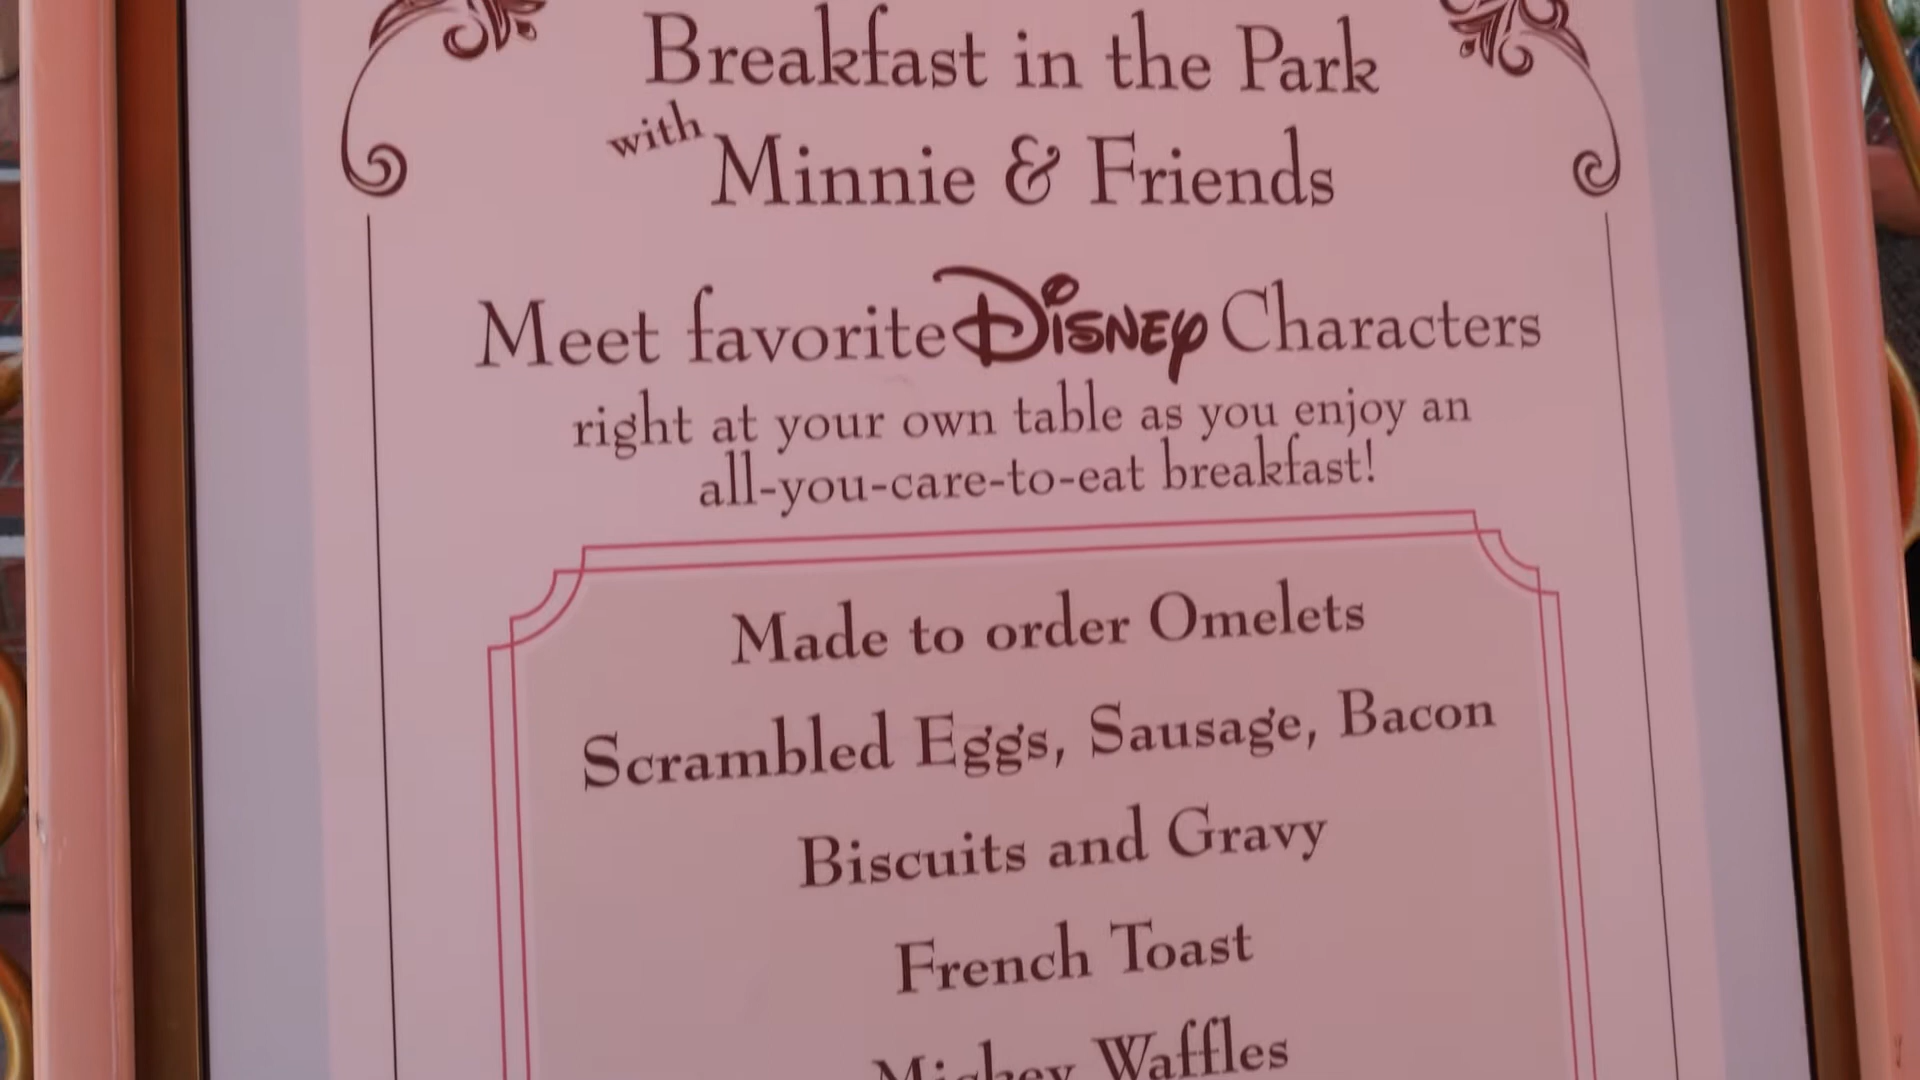 Breakfast in the Park
with Minnie & Friends
Meet favorite Disney Characters
right at your own table as you enjoy an
all-you-care-to-eat breakfast!
Made to order Omelets
Scrambled Eggs, Sausage, Bacon
Biscuits and Gravy
French Toast
Mickey Waffles